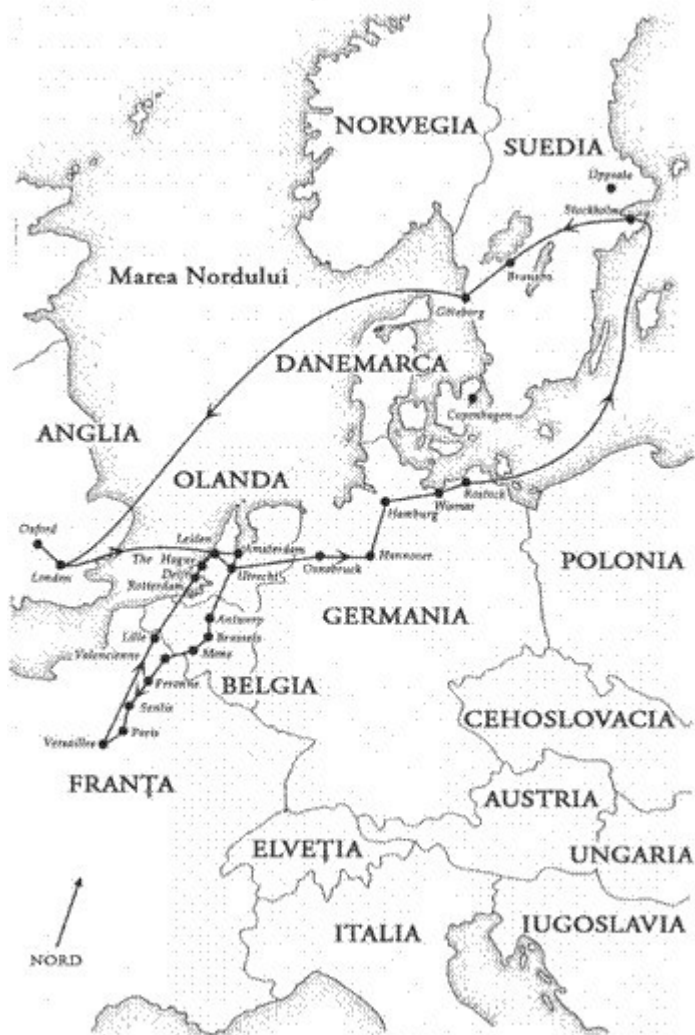 NORVEGIA
SUEDIA
Uppsala
Stockholm
Marea Nordului
Göteborg
DANEMARCA
Copenhagen
ANGLIA
OLANDA
Rostock
Wismar
Hamburg
Oxford
London
Leiden
The Hague
Delft
Rotterdam
Amsterdam
Utrecht
Osnabruck
Hannover
POLONIA
GERMANIA
Antwerp
Brussels
Mons
Lille
Valencienne
Peronne
BELGIA
Senlis
Paris
Versailles
CEHOSLOVACIA
FRANȚA
AUSTRIA
ELVEȚIA
UNGARIA
ITALIA
IUGOSLAVIA
NORD